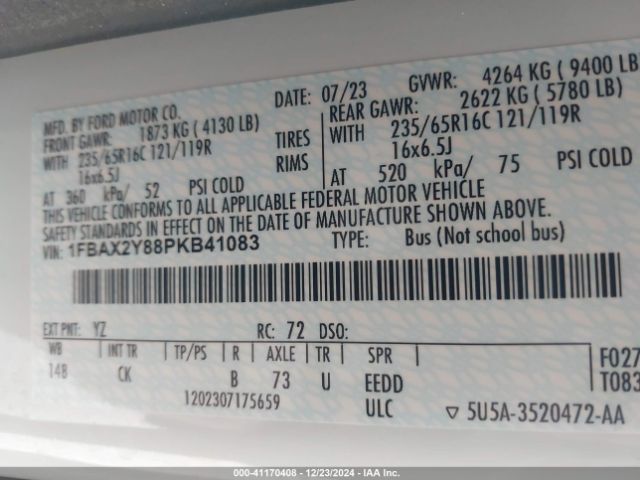 MFD. BY FORD MOTOR CO. DATE: 07/23 GVWR: 4264 KG ( 9400 LB
FRONT GAWR: 1873 KG ( 4130 LB) REAR GAWR: 2622 KG ( 5780 LB)
WITH 235/65R16C 121/119R TIRES WITH 235/65R16C 121/119R
16x6.5J RIMS 16x6.5J
AT 360 kPa/ 52 PSI COLD AT 520 kPa/ 75 PSI COLD
THIS VEHICLE CONFORMS TO ALL APPLICABLE FEDERAL MOTOR VEHICLE
SAFETY STANDARDS IN EFFECT ON THE DATE OF MANUFACTURE SHOWN ABOVE.
VIN: 1FBAX2Y88PKB41083 TYPE: Bus (Not school bus)
EXT PNT: YZ RC: 72 DSO:
WB INT TR TP/PS R AXLE TR SPR F027
148 CK B 73 U EEDD T083
1202307175659 ULC ▽ 5U5A-3520472-AA
000-41170408 • 12/23/2024 • IAA Inc.